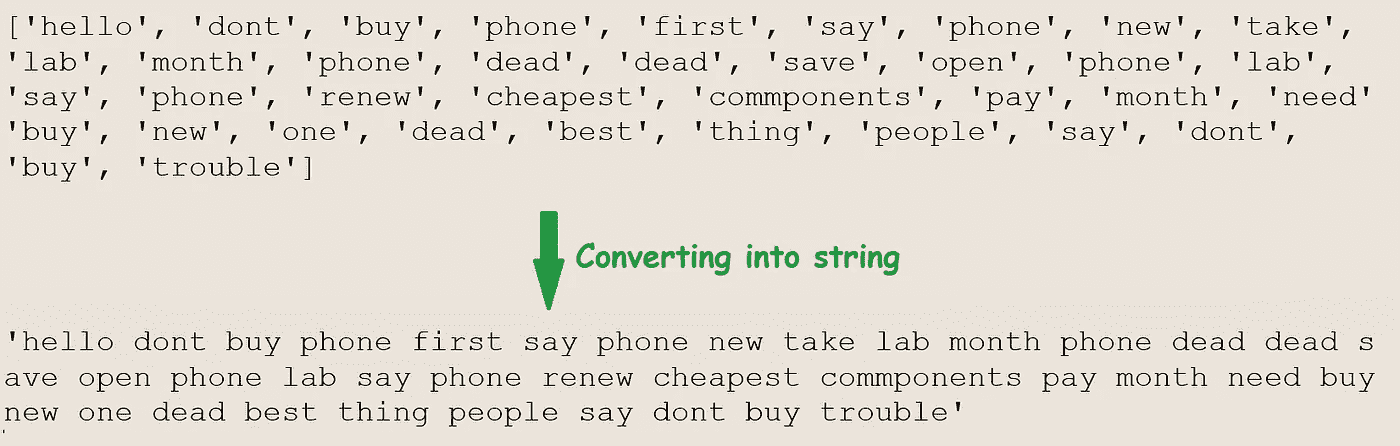 ['hello', 'dont', 'buy', 'phone', 'first', 'say', 'phone', 'new', 'take',
'lab', 'month', 'phone', 'dead', 'dead', 'save', 'open', 'phone', 'lab',
'say', 'phone', 'renew', 'cheapest', 'commponents', 'pay', 'month', 'need'
'buy', 'new', 'one', 'dead', 'best', 'thing', 'people', 'say', 'dont',
'buy', 'trouble']
Converting into string
'hello dont buy phone first say phone new take lab month phone dead dead s
ave open phone lab say phone renew cheapest commponents pay month need buy
new one dead best thing people say dont buy trouble'